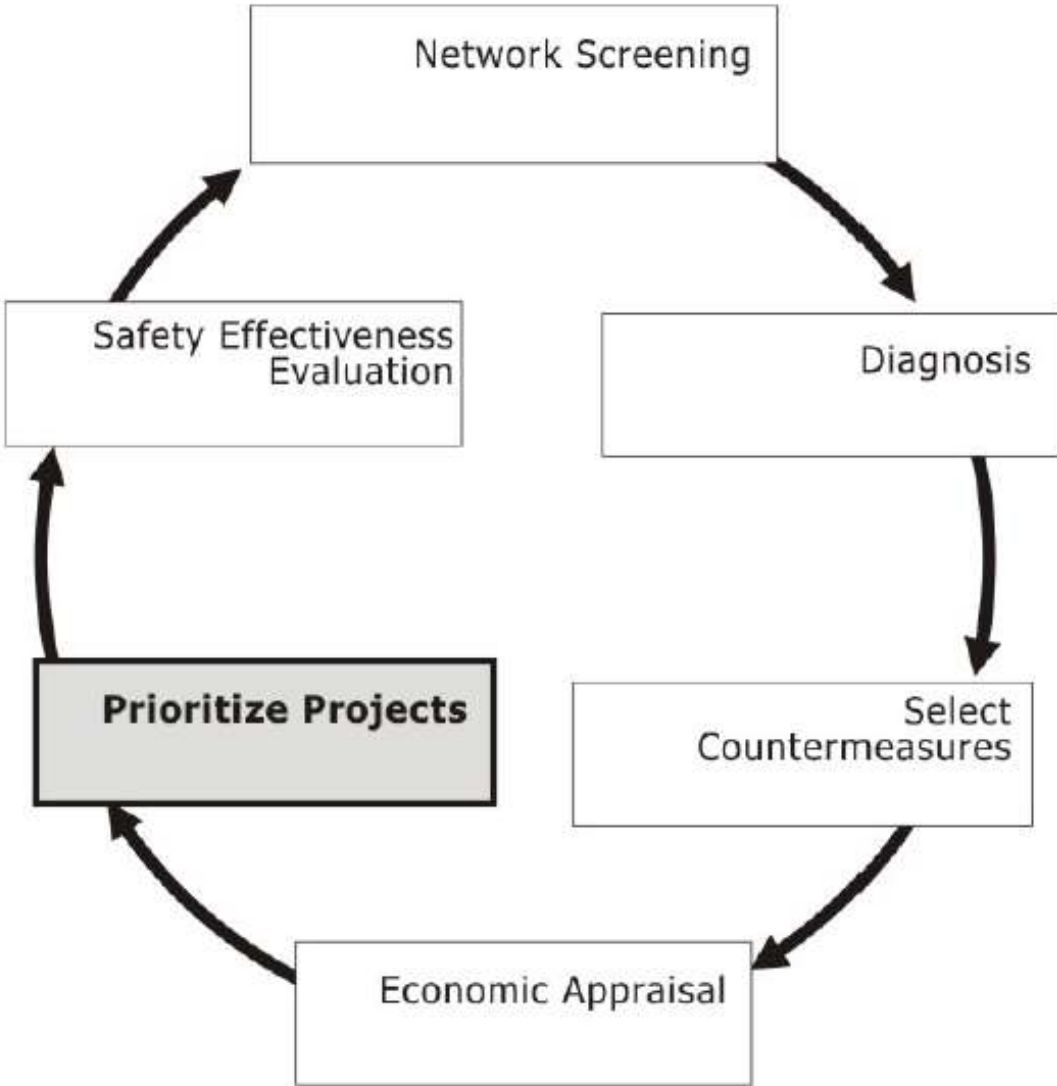 Network Screening
Diagnosis
Select
Countermeasures
Economic Appraisal
Prioritize Projects
Safety Effectiveness
Evaluation